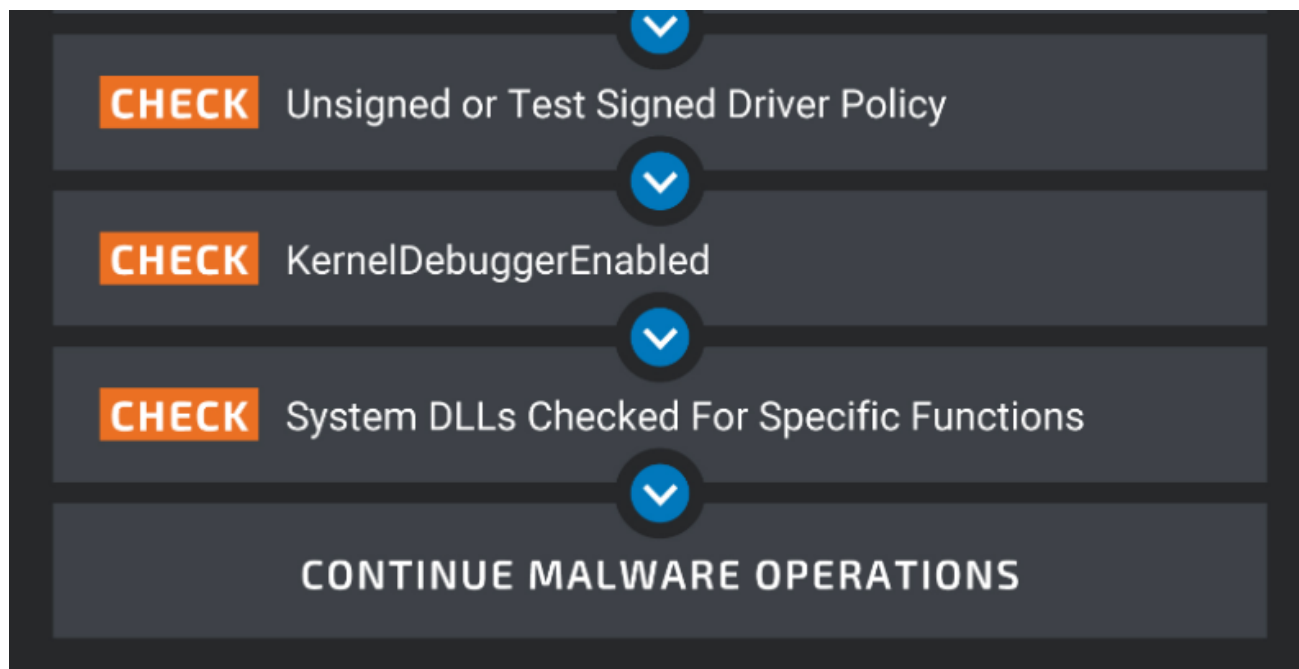 CHECK Unsigned or Test Signed Driver Policy
CHECK KernelDebuggerEnabled
CHECK System DLLs Checked For Specific Functions
CONTINUE MALWARE OPERATIONS